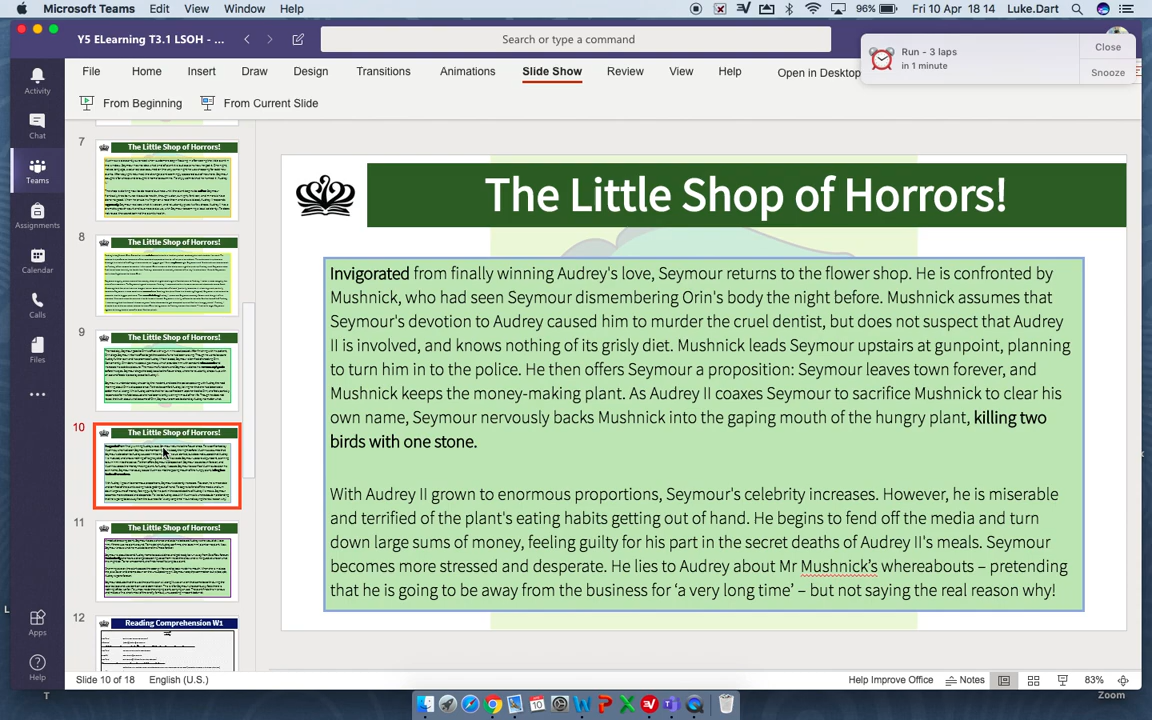 Microsoft Teams Edit View Window Help
96% Fri 10 Apr 18 14 Luke.Dart
Y5 ELearning T3.1 LSOH - ...
Search or type a command
Run - 3 laps
in 1 minute
Close
Snooze
File Home Insert Draw Design Transitions Animations Slide Show Review View Help Open in Desktop
From Beginning From Current Slide
Activity
Chat
Teams
Assignments
Calendar
Calls
Files
Apps
Help
7
The Little Shop of Horrors!
8
The Little Shop of Horrors!
9
The Little Shop of Horrors!
10
The Little Shop of Horrors!
11
The Little Shop of Horrors!
12
Reading Comprehension W1
The Little Shop of Horrors!
Invigorated from finally winning Audrey's love, Seymour returns to the flower shop. He is confronted by
Mushnick, who had seen Seymour dismembering Orin's body the night before. Mushnick assumes that
Seymour's devotion to Audrey caused him to murder the cruel dentist, but does not suspect that Audrey
II is involved, and knows nothing of its grisly diet. Mushnick leads Seymour upstairs at gunpoint, planning
to turn him in to the police. He then offers Seymour a proposition: Seymour leaves town forever, and
Mushnick keeps the money-making plant. As Audrey II coaxes Seymour to sacrifice Mushnick to clear his
own name, Seymour nervously backs Mushnick into the gaping mouth of the hungry plant, killing two
birds with one stone.
With Audrey II grown to enormous proportions, Seymour's celebrity increases. However, he is miserable
and terrified of the plant's eating habits getting out of hand. He begins to fend off the media and turn
down large sums of money, feeling guilty for his part in the secret deaths of Audrey II's meals. Seymour
becomes more stressed and desperate. He lies to Audrey about Mr Mushnick’s whereabouts – pretending
that he is going to be away from the business for ‘a very long time’ – but not saying the real reason why!
Slide 10 of 18 English (U.S.)
Help Improve Office Notes 83%
Zoom